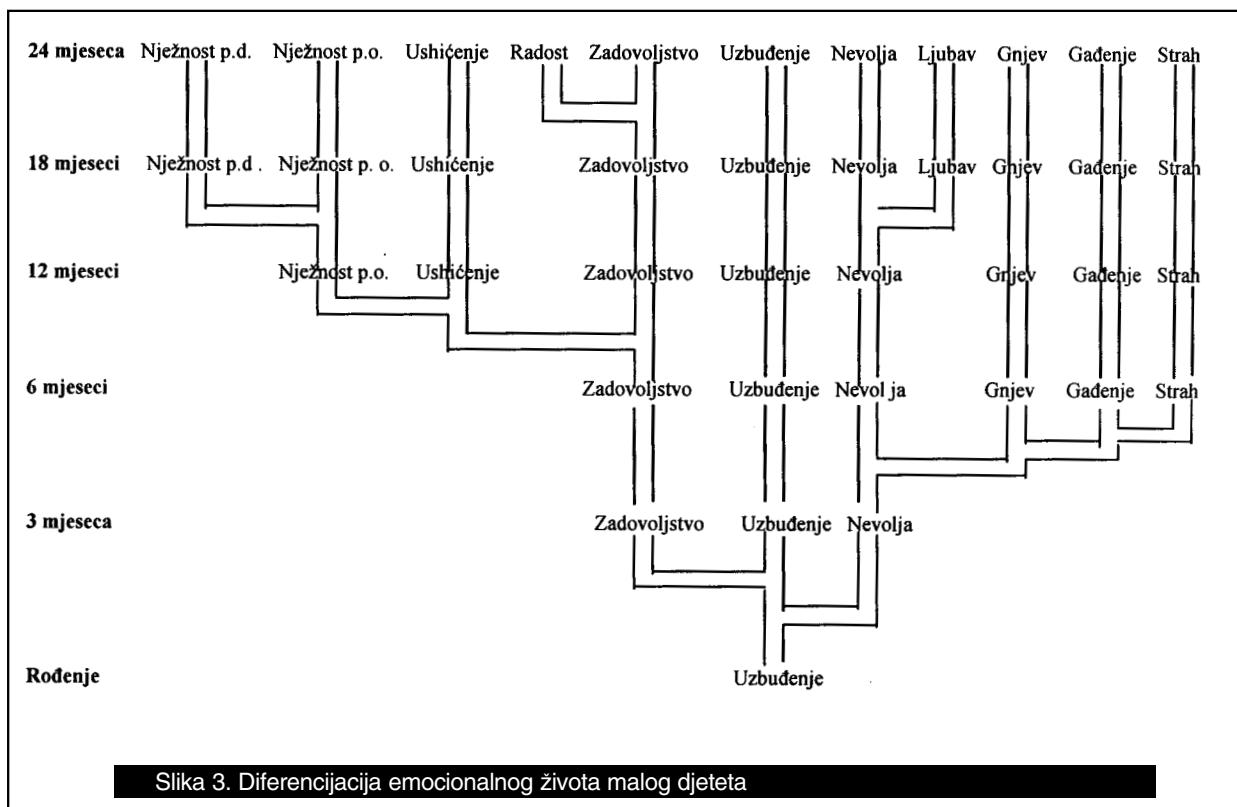 24 mjeseca Nježnost p.d. Nježnost p.o. Ushićenje Radost Zadovoljstvo Uzbuđenje Nevolja Ljubav Gnjev Gađenje Strah
18 mjeseci Nježnost p.d . Nježnost p. o. Ushićenje Zadovoljstvo Uzbuđenje Nevolja Ljubav Gnjev Gađenje Strah
12 mjeseci Nježnost p.o. Ushićenje Zadovoljstvo Uzbuđenje Nevolja Gnjev Gađenje Strah
6 mjeseci Zadovoljstvo Uzbuđenje Nevol ja Gnjev Gađenje Strah
3 mjeseca Zadovoljstvo Uzbuđenje Nevolja
Rođenje Uzbuđenje
Slika 3. Diferencijacija emocionalnog života malog djeteta